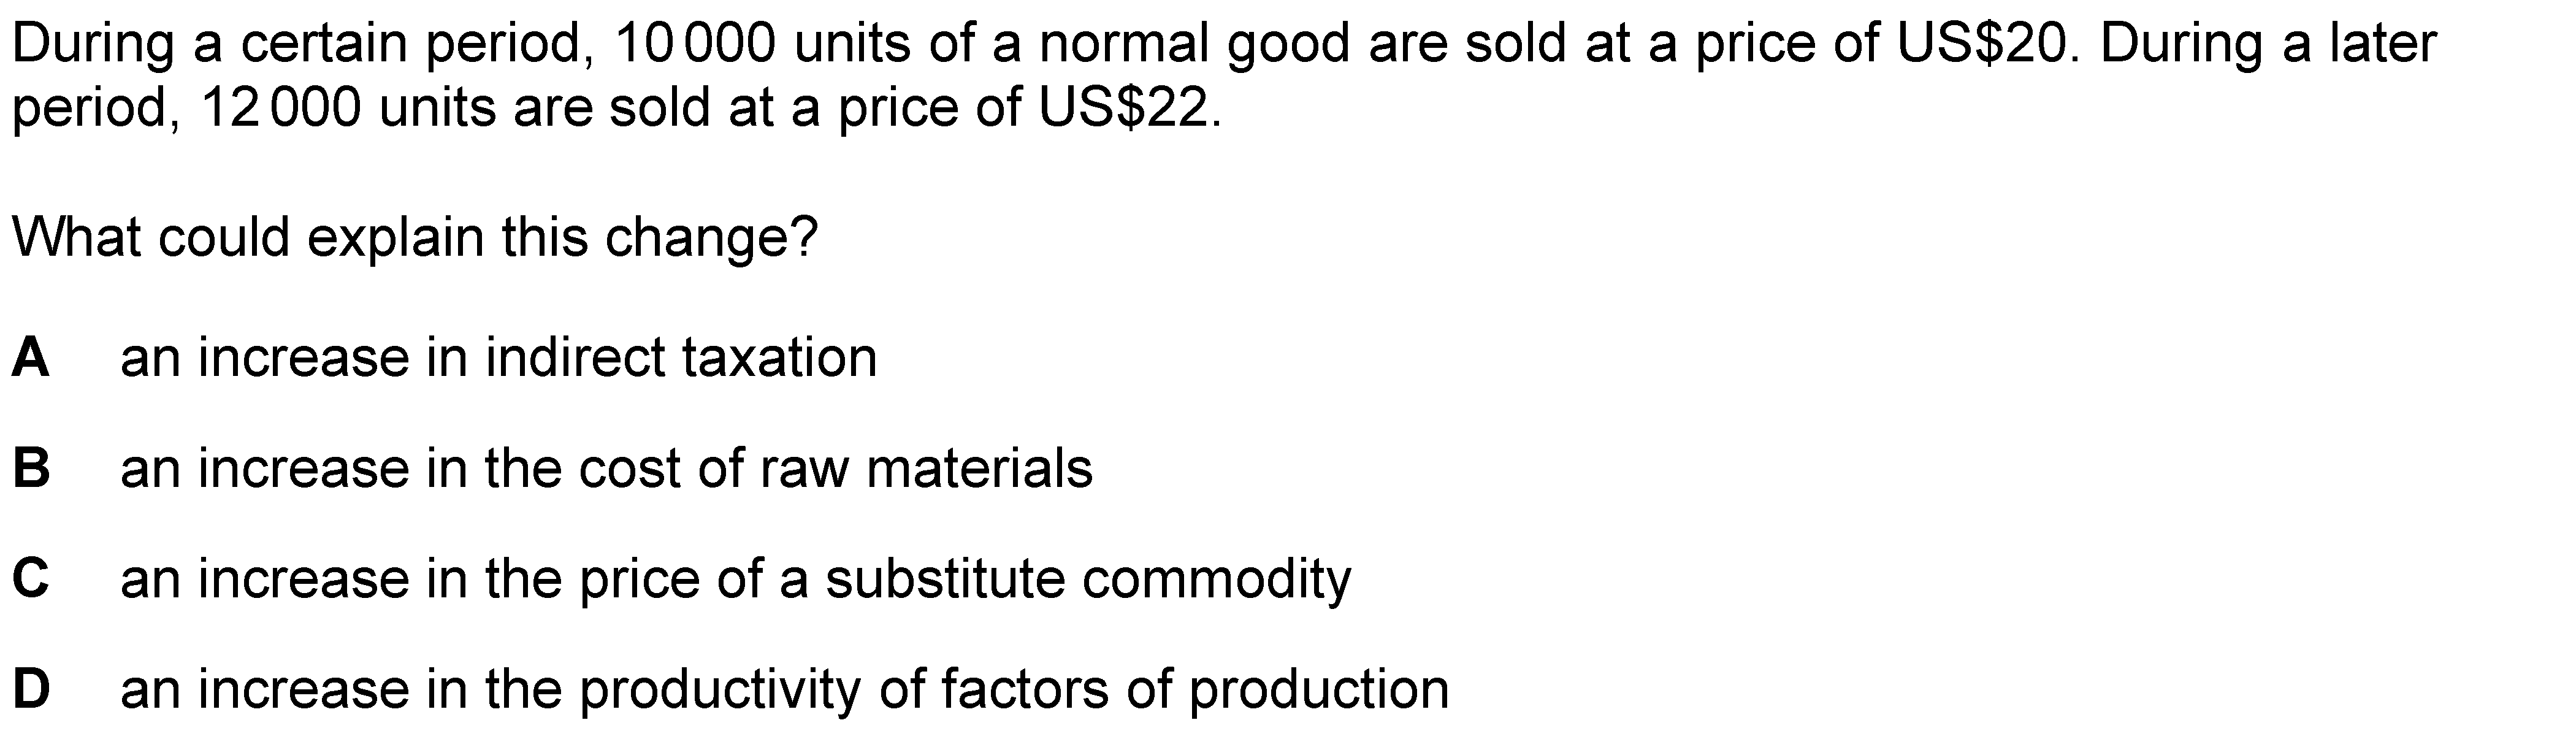 During a certain period, 10 000 units of a normal good are sold at a price of US$20. During a later
period, 12 000 units are sold at a price of US$22.
What could explain this change?
A an increase in indirect taxation
B an increase in the cost of raw materials
C an increase in the price of a substitute commodity
D an increase in the productivity of factors of production